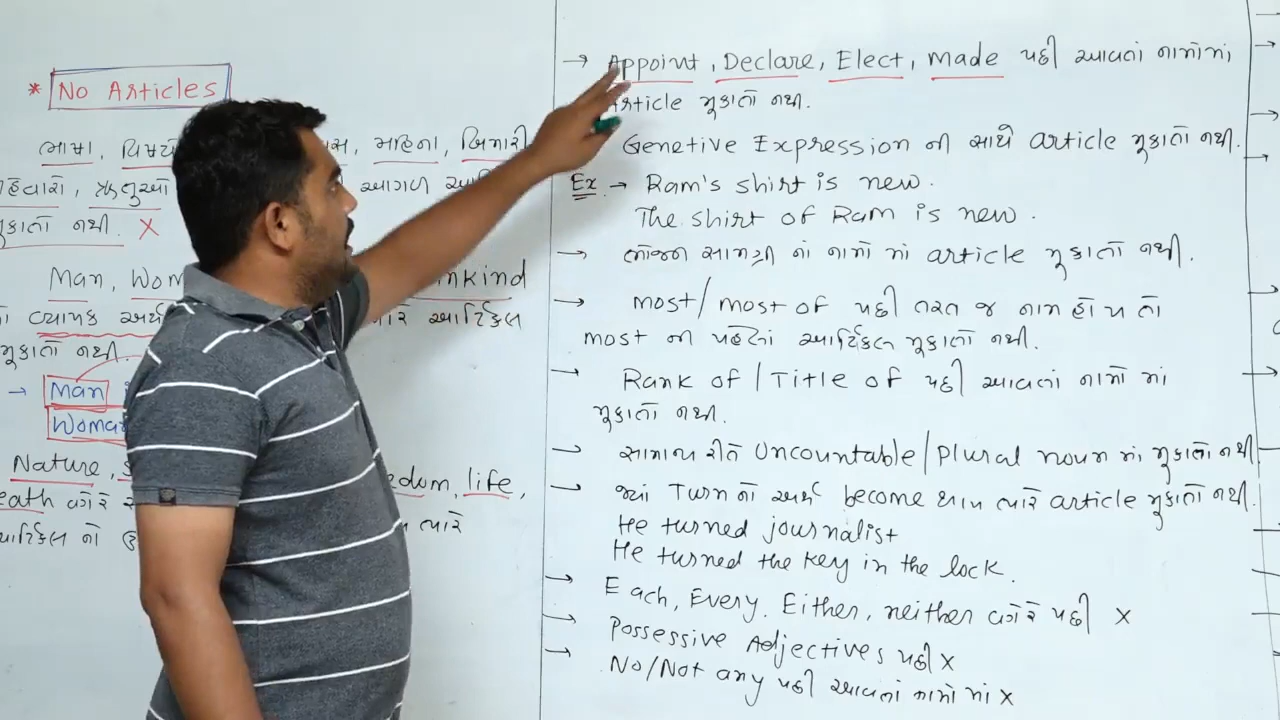 * No Articles
ભાષા, વિષય માસ, મહિના, બિમારી
તહેવારો, ઋતુઓ ની આગળ
મૂકાતો નથી. X
Man, Woman Mankind
વ્યાપક અર્થ ત્યારે આર્ટિકલ
મૂકાતો નથી.
→ Man
Woman
Nature, freedom, life,
death વગેરે ત્યારે
આર્ટિકલ નો
→ Appoint, Declare, Elect, Made પછી આવતાં નામોનાં
Article મૂકાતો નથી.
Genetive Expression ની સાથે article મૂકાતો નથી.
Ex → Ram's shirt is new.
The shirt of Ram is new.
→ ભોજન સામગ્રી નાં નામો નાં article મૂકાતો નથી.
→ most/most of પછી તરત જ નામ હોય તો
most ની પહેલાં આર્ટિકલ મૂકાતો નથી.
→ Rank of/Title of પછી આવતાં નામો નાં
મૂકાતો નથી.
→ સામાન્ય રીતે Uncountable/Plural noun નાં મૂકાતો નથી
→ જ્યાં Turn નો અર્થ become થાય ત્યારે article મૂકાતો નથી.
He turned journalist
He turned the key in the lock.
→ Each, Every. Either, neither વગેરે પછી X
→ Possessive Adjectives પછી X
→ No/Not any પછી આવતાં નામો નાં X